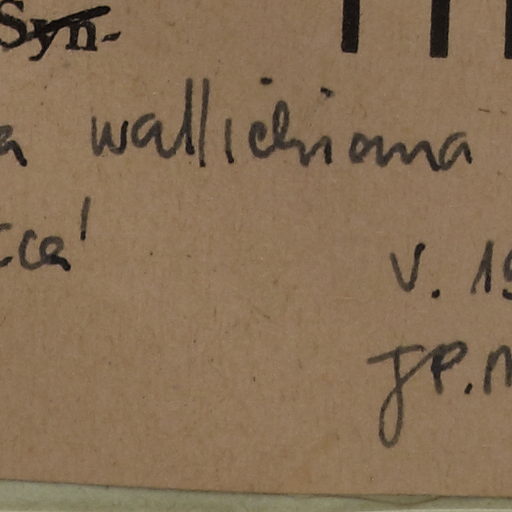 Syn-
a wallichiana
cca'
V. 19
JP. M